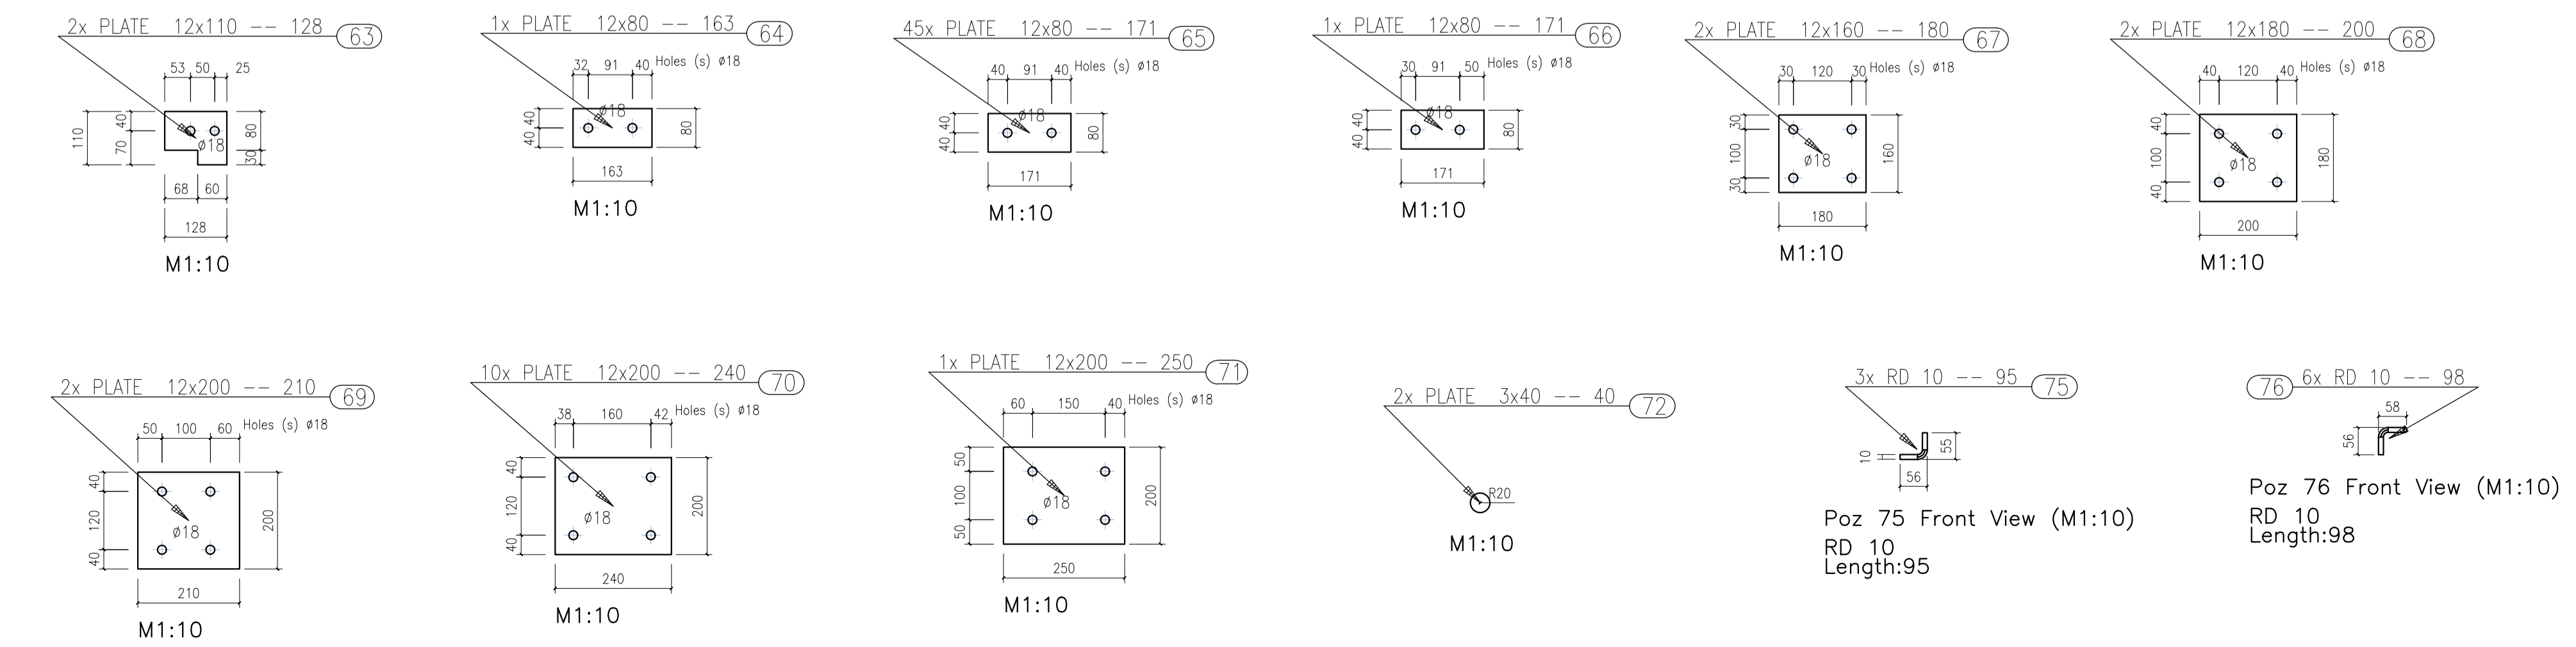 2x PLATE 12x110 -- 128 63
53 50 25
110
40
70
80
30
ø18
68 60
128
M1:10
1x PLATE 12x80 -- 163 64
32 91 40 Holes (s) ø18
ø18
40
40
80
163
M1:10
45x PLATE 12x80 -- 171 65
40 91 40 Holes (s) ø18
ø18
40
40
80
171
M1:10
1x PLATE 12x80 -- 171 66
30 91 50 Holes (s) ø18
ø18
40
40
80
171
M1:10
2x PLATE 12x160 -- 180 67
30 120 30 Holes (s) ø18
30
100
30
160
ø18
180
M1:10
2x PLATE 12x180 -- 200 68
40 120 40 Holes (s) ø18
40
100
40
180
ø18
200
M1:10
2x PLATE 12x200 -- 210 69
50 100 60 Holes (s) ø18
40
120
40
200
ø18
210
M1:10
10x PLATE 12x200 -- 240 70
38 160 42 Holes (s) ø18
40
120
40
200
ø18
240
M1:10
1x PLATE 12x200 -- 250 71
60 150 40 Holes (s) ø18
50
100
50
200
ø18
250
M1:10
2x PLATE 3x40 -- 40 72
R20
M1:10
3x RD 10 -- 95 75
10
55
56
Poz 75 Front View (M1:10)
RD 10
Length:95
76 6x RD 10 -- 98
58
56
Poz 76 Front View (M1:10)
RD 10
Length:98